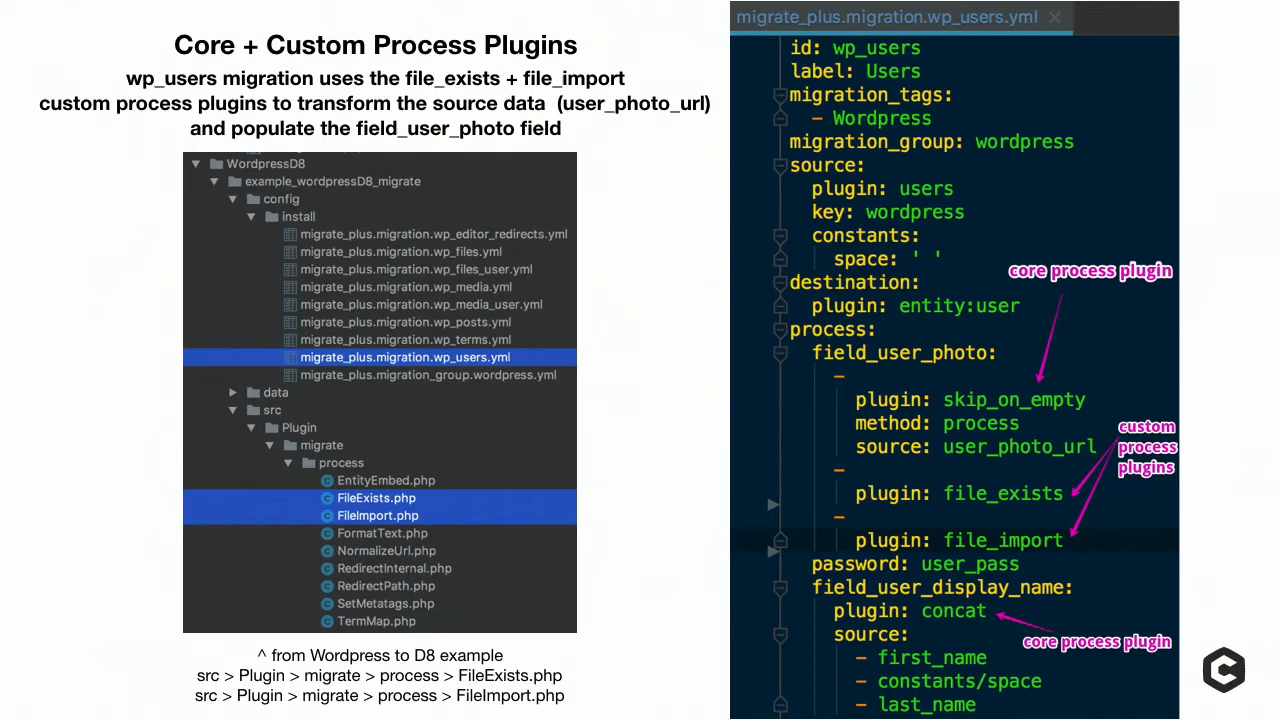 Core + Custom Process Plugins
wp_users migration uses the file_exists + file_import
custom process plugins to transform the source data (user_photo_url)
and populate the field_user_photo field
WordpressD8
example_wordpressD8_migrate
config
install
migrate_plus.migration.wp_editor_redirects.yml
migrate_plus.migration.wp_files.yml
migrate_plus.migration.wp_files_user.yml
migrate_plus.migration.wp_media.yml
migrate_plus.migration.wp_media_user.yml
migrate_plus.migration.wp_posts.yml
migrate_plus.migration.wp_terms.yml
migrate_plus.migration.wp_users.yml
migrate_plus.migration_group.wordpress.yml
data
src
Plugin
migrate
process
EntityEmbed.php
FileExists.php
FileImport.php
FormatText.php
NormalizeUrl.php
RedirectInternal.php
RedirectPath.php
SetMetatags.php
TermMap.php
^ from Wordpress to D8 example
src > Plugin > migrate > process > FileExists.php
src > Plugin > migrate > process > FileImport.php
migrate_plus.migration.wp_users.yml
id: wp_users
label: Users
migration_tags:
- Wordpress
migration_group: wordpress
source:
plugin: users
key: wordpress
constants:
space: ' '
core process plugin
destination:
plugin: entity:user
process:
field_user_photo:
-
plugin: skip_on_empty
method: process
source: user_photo_url
custom
process
plugins
-
plugin: file_exists
-
plugin: file_import
password: user_pass
field_user_display_name:
plugin: concat
source:
core process plugin
- first_name
- constants/space
- last_name